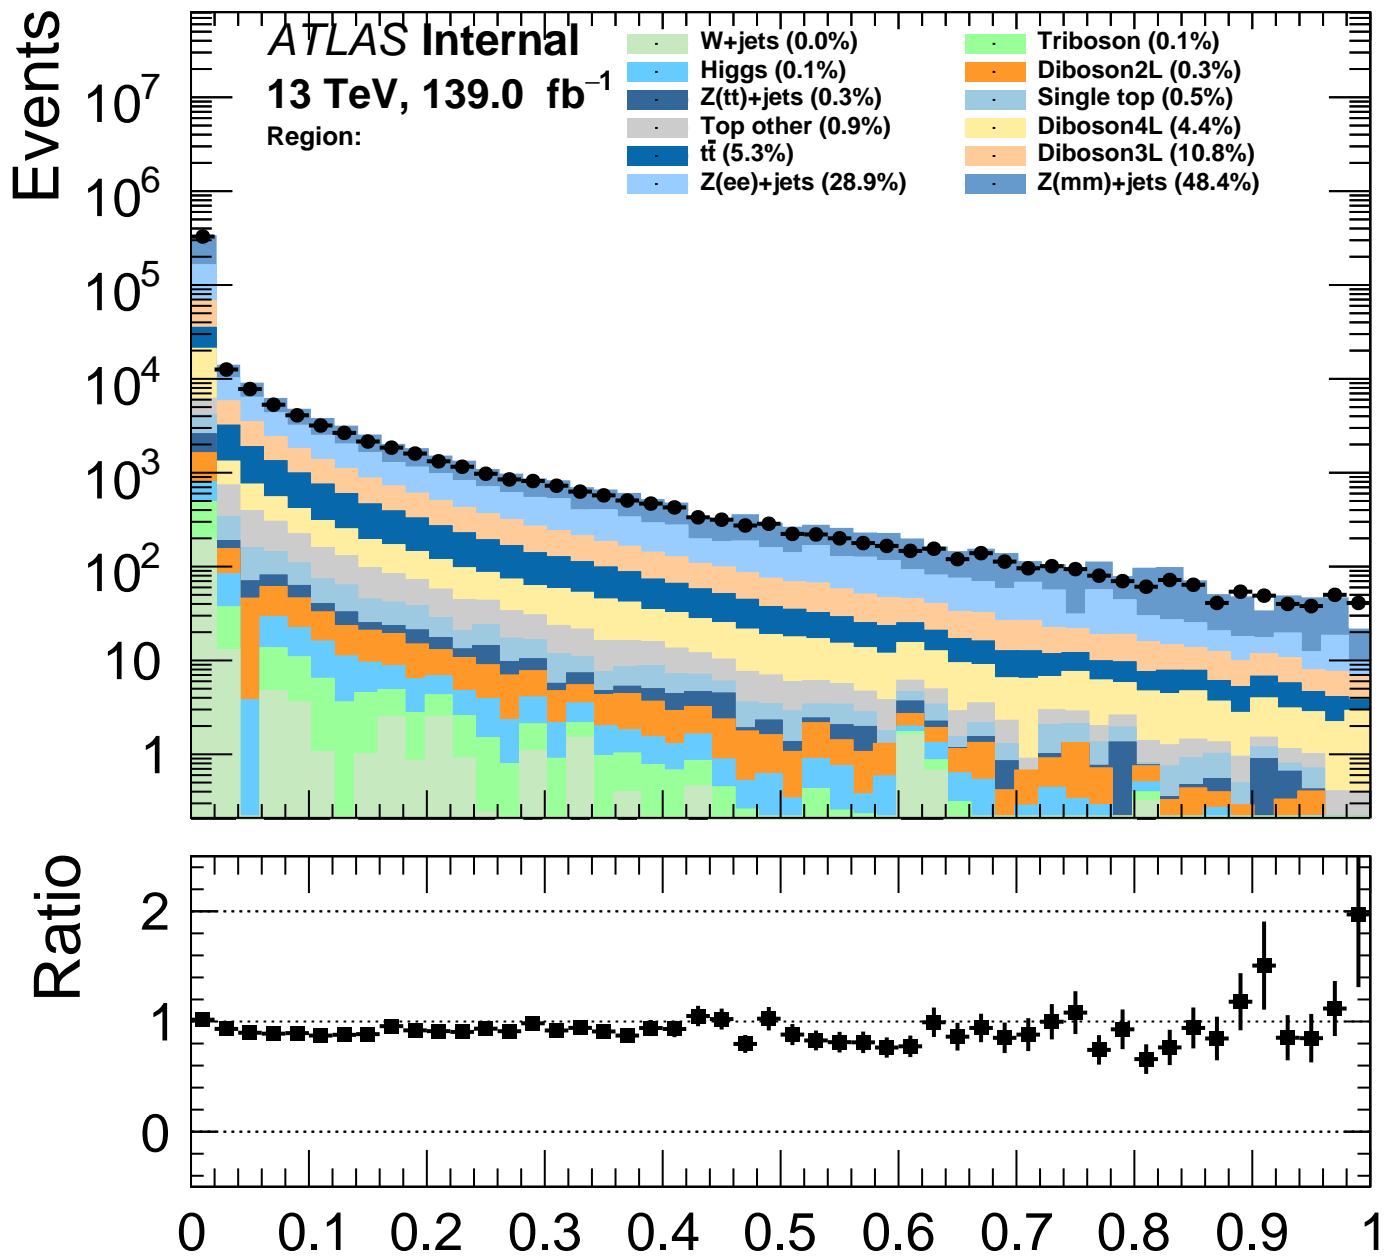 Events
ATLAS Internal
13 TeV, 139.0 fb⁻¹
Region:
W+jets (0.0%)
Higgs (0.1%)
Z(tt)+jets (0.3%)
Top other (0.9%)
tt̄ (5.3%)
Z(ee)+jets (28.9%)
Triboson (0.1%)
Diboson2L (0.3%)
Single top (0.5%)
Diboson4L (4.4%)
Diboson3L (10.8%)
Z(mm)+jets (48.4%)
10⁷
10⁶
10⁵
10⁴
10³
10²
10
1
Ratio
2
1
0
0 0.1 0.2 0.3 0.4 0.5 0.6 0.7 0.8 0.9 1